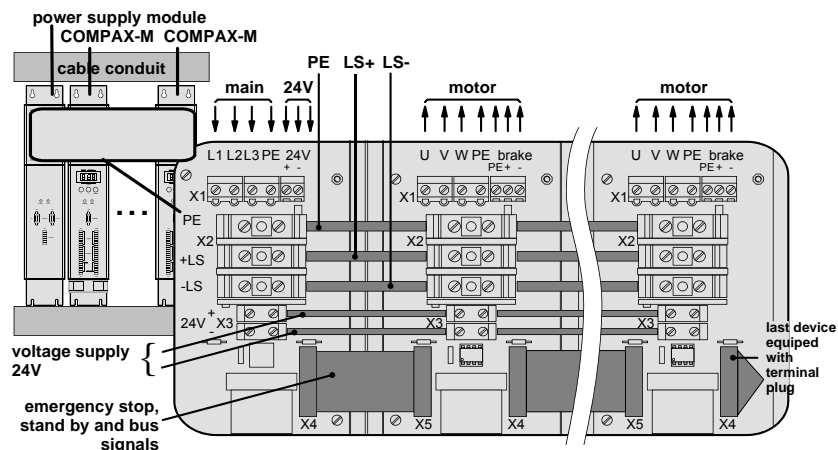 power supply module
COMPAX-M COMPAX-M
cable conduit
main 24V PE LS+ LS- motor motor
L1 L2 L3 PE 24V
+ -
U V W PE brake
PE + -
U V W PE brake
PE + -
X1 X1 X1
PE
X2 X2 X2
+LS
-LS
+
24V X3 X3 X3
-
voltage supply
24V
last device
equiped
with
terminal
plug
emergency stop,
stand by and bus
signals
X4 X5 X4 X5 X4